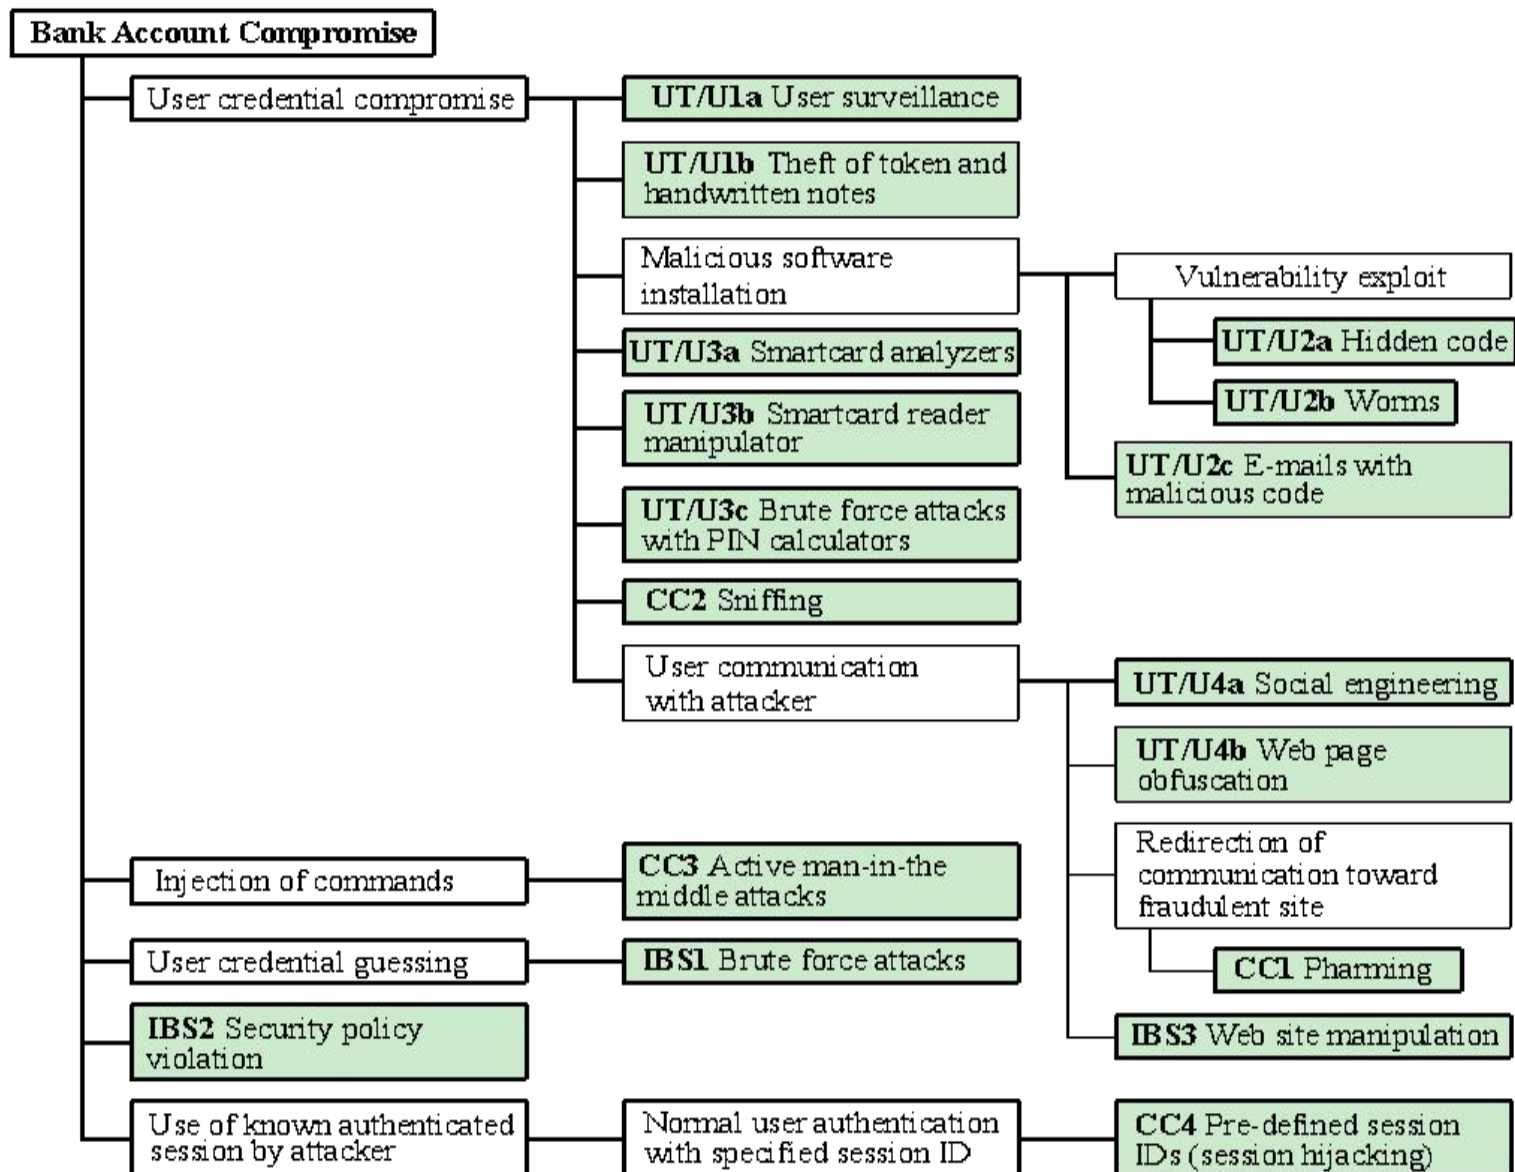 Bank Account Compromise
User credential compromise
UT/U1a User surveillance
UT/U1b Theft of token and
handwritten notes
Malicious software
installation
Vulnerability exploit
UT/U2a Hidden code
UT/U2b Worms
UT/U2c E-mails with
malicious code
UT/U3a Smartcard analyzers
UT/U3b Smartcard reader
manipulator
UT/U3c Brute force attacks
with PIN calculators
CC2 Sniffing
User communication
with attacker
UT/U4a Social engineering
UT/U4b Web page
obfuscation
Redirection of
communication toward
fraudulent site
CC1 Pharming
IBS3 Web site manipulation
Injection of commands
CC3 Active man-in-the
middle attacks
User credential guessing
IBS1 Brute force attacks
IBS2 Security policy
violation
Use of known authenticated
session by attacker
Normal user authentication
with specified session ID
CC4 Pre-defined session
IDs (session hijacking)